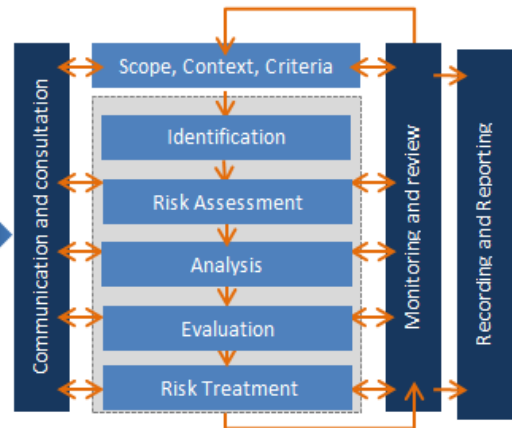 Communication and consultation
Scope, Context, Criteria
Identification
Risk Assessment
Analysis
Evaluation
Risk Treatment
Monitoring and review
Recording and Reporting